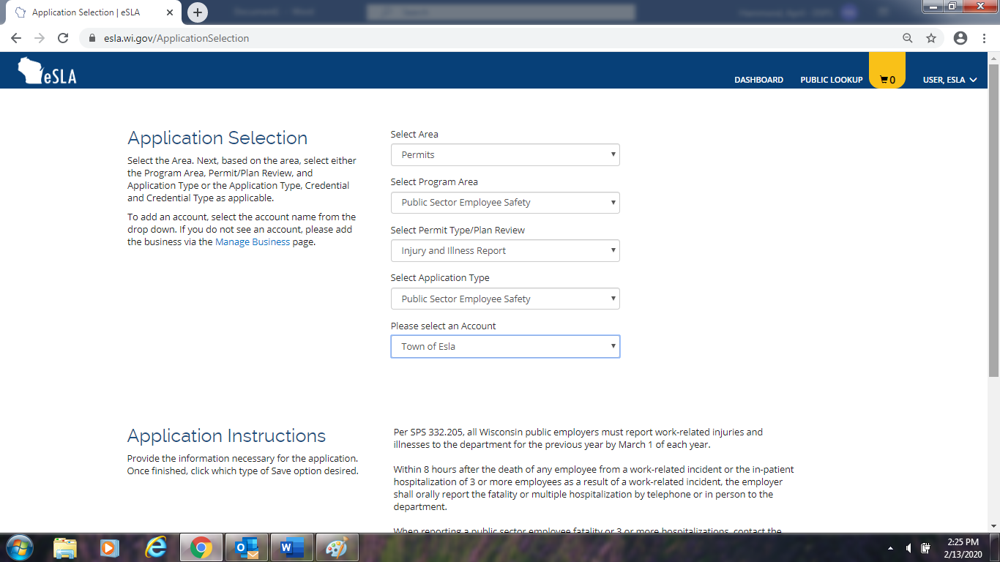 Application Selection | eSLA
esla.wi.gov/ApplicationSelection
eSLA
DASHBOARD
PUBLIC LOOKUP
0
USER, ESLA
Application Selection
Select the Area. Next, based on the area, select either
the Program Area, Permit/Plan Review, and
Application Type or the Application Type, Credential
and Credential Type as applicable.
To add an account, select the account name from the
drop down. If you do not see an account, please add
the business via the Manage Business page.
Select Area
Permits
Select Program Area
Public Sector Employee Safety
Select Permit Type/Plan Review
Injury and Illness Report
Select Application Type
Public Sector Employee Safety
Please select an Account
Town of Esla
Application Instructions
Provide the information necessary for the application.
Once finished, click which type of Save option desired.
Per SPS 332.205, all Wisconsin public employers must report work-related injuries and
illnesses to the department for the previous year by March 1 of each year.
Within 8 hours after the death of any employee from a work-related incident or the in-patient
hospitalization of 3 or more employees as a result of a work-related incident, the employer
shall orally report the fatality or multiple hospitalization by telephone or in person to the
department.
When reporting a public sector employee fatality or 3 or more hospitalizations, contact the
2:25 PM
2/13/2020